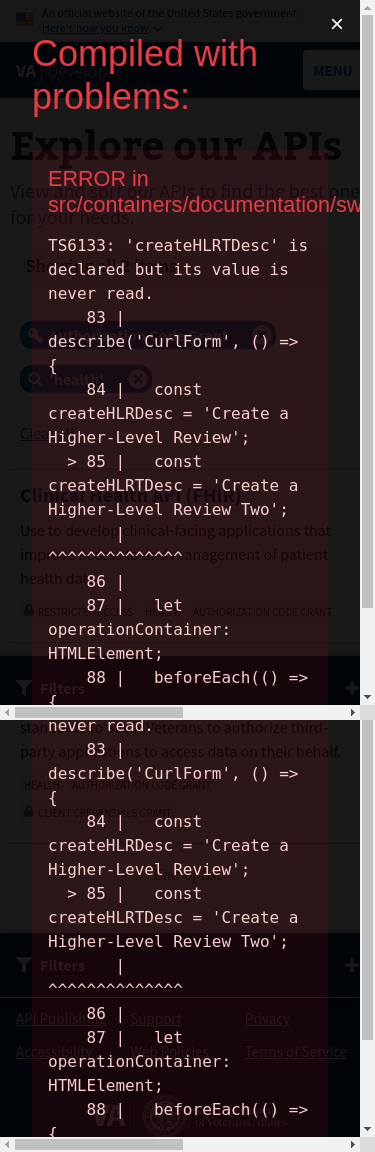 An official website of the United States government
Here's how you know
×
Compiled with
problems:
VA | Developer
MENU
Explore our APIs
View and sort our APIs to find the best one
for your needs.
ERROR in
src/containers/documentation/sw
TS6133: 'createHLRTDesc' is
declared but its value is
never read.
83 |
describe('CurlForm', () =>
{
84 |   const
createHLRDesc = 'Create a
Higher-Level Review';
> 85 |   const
createHLRTDesc = 'Create a
Higher-Level Review Two';
|
^^^^^^^^^^^^^^
86 |
87 |   let
operationContainer:
HTMLElement;
88 |   beforeEach(() =>
{
Authorization Code Grant
'health'
Clear
Clinical Health API (FHIR)
Use to develop clinical-facing applications that
improve access to and management of patient
health data.
RESTRICTED ACCESS
HEALTH
AUTHORIZATION CODE GRANT
Filters
never read.
party applications to access data on their behalf.
83 |
describe('CurlForm', () =>
{
84 |   const
createHLRDesc = 'Create a
Higher-Level Review';
> 85 |   const
createHLRTDesc = 'Create a
Higher-Level Review Two';
|
^^^^^^^^^^^^^^
86 |
87 |   let
operationContainer:
HTMLElement;
88 |   beforeEach(() =>
{
HEALTH
AUTHORIZATION CODE GRANT
CLIENT CREDENTIALS GRANT
Filters
API Publishing
Support
Privacy
Accessibility
Web Policies
Terms of Service
VA
of Veterans Affairs